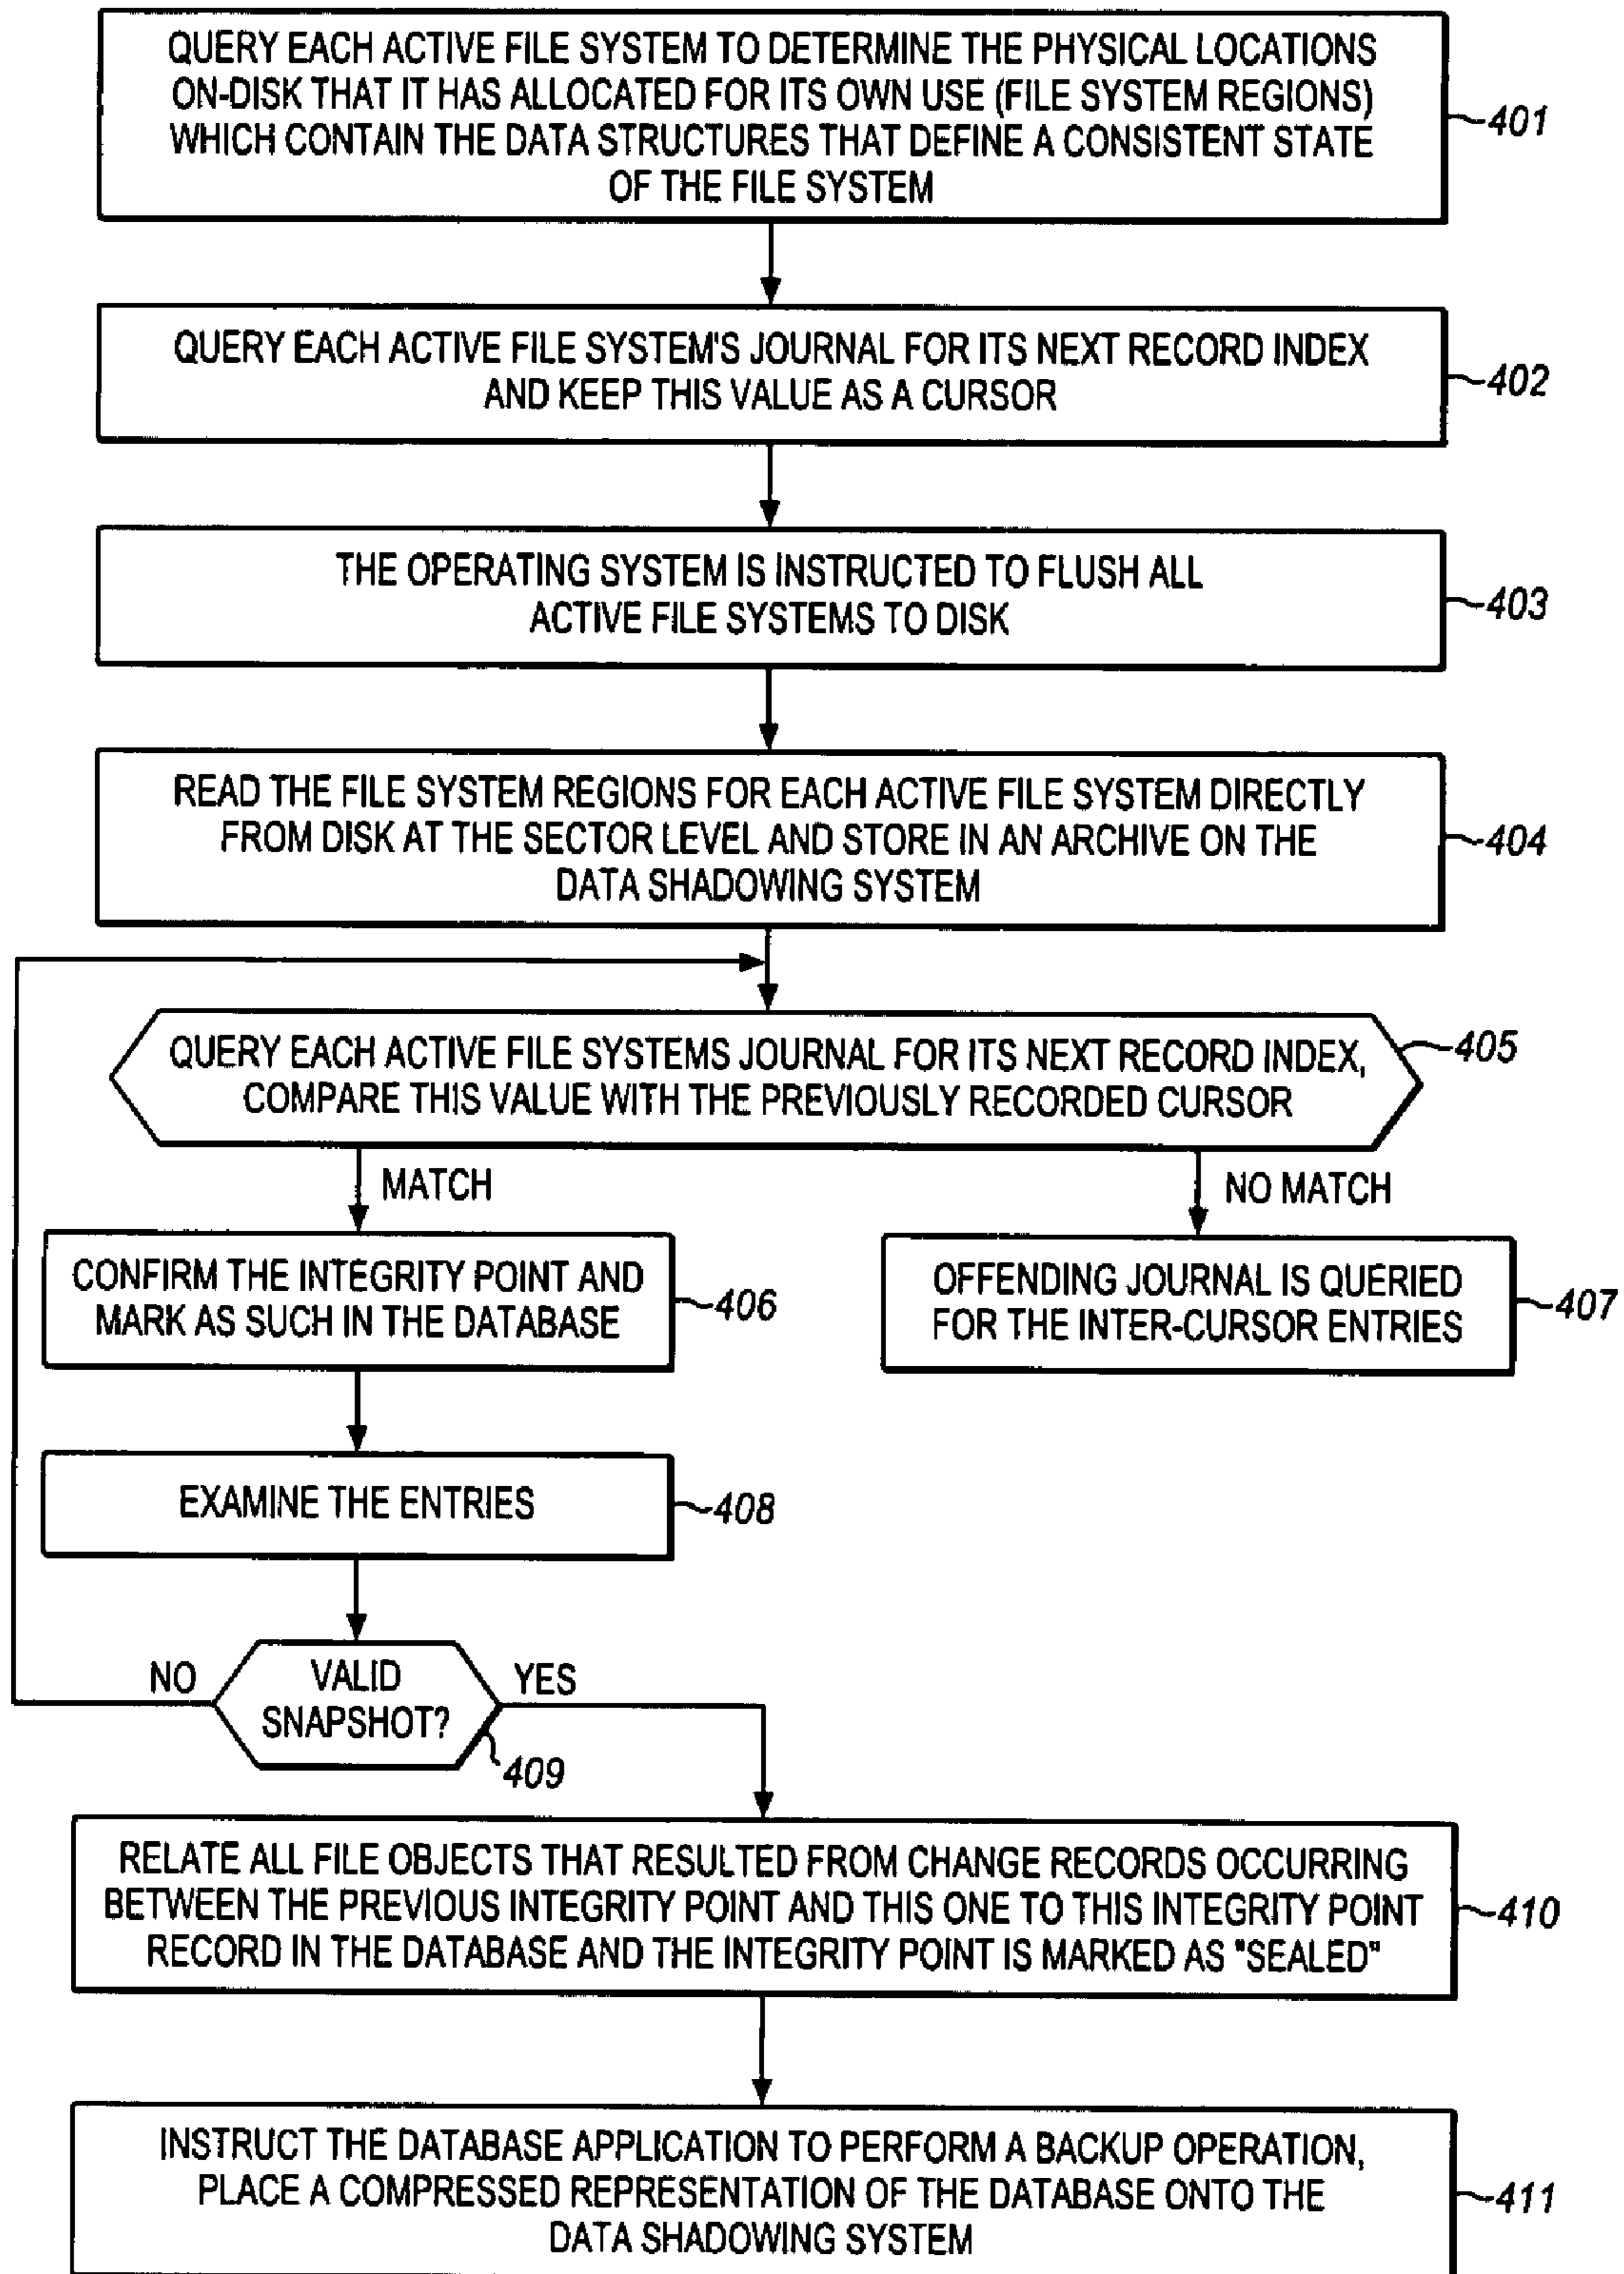 QUERY EACH ACTIVE FILE SYSTEM TO DETERMINE THE PHYSICAL LOCATIONS
ON-DISK THAT IT HAS ALLOCATED FOR ITS OWN USE (FILE SYSTEM REGIONS)
WHICH CONTAIN THE DATA STRUCTURES THAT DEFINE A CONSISTENT STATE
OF THE FILE SYSTEM
401
QUERY EACH ACTIVE FILE SYSTEM'S JOURNAL FOR ITS NEXT RECORD INDEX
AND KEEP THIS VALUE AS A CURSOR
402
THE OPERATING SYSTEM IS INSTRUCTED TO FLUSH ALL
ACTIVE FILE SYSTEMS TO DISK
403
READ THE FILE SYSTEM REGIONS FOR EACH ACTIVE FILE SYSTEM DIRECTLY
FROM DISK AT THE SECTOR LEVEL AND STORE IN AN ARCHIVE ON THE
DATA SHADOWING SYSTEM
404
QUERY EACH ACTIVE FILE SYSTEMS JOURNAL FOR ITS NEXT RECORD INDEX,
COMPARE THIS VALUE WITH THE PREVIOUSLY RECORDED CURSOR
405
MATCH
NO MATCH
CONFIRM THE INTEGRITY POINT AND
MARK AS SUCH IN THE DATABASE
406
OFFENDING JOURNAL IS QUERIED
FOR THE INTER-CURSOR ENTRIES
407
EXAMINE THE ENTRIES
408
NO
VALID
SNAPSHOT?
YES
409
RELATE ALL FILE OBJECTS THAT RESULTED FROM CHANGE RECORDS OCCURRING
BETWEEN THE PREVIOUS INTEGRITY POINT AND THIS ONE TO THIS INTEGRITY POINT
RECORD IN THE DATABASE AND THE INTEGRITY POINT IS MARKED AS "SEALED"
410
INSTRUCT THE DATABASE APPLICATION TO PERFORM A BACKUP OPERATION,
PLACE A COMPRESSED REPRESENTATION OF THE DATABASE ONTO THE
DATA SHADOWING SYSTEM
411